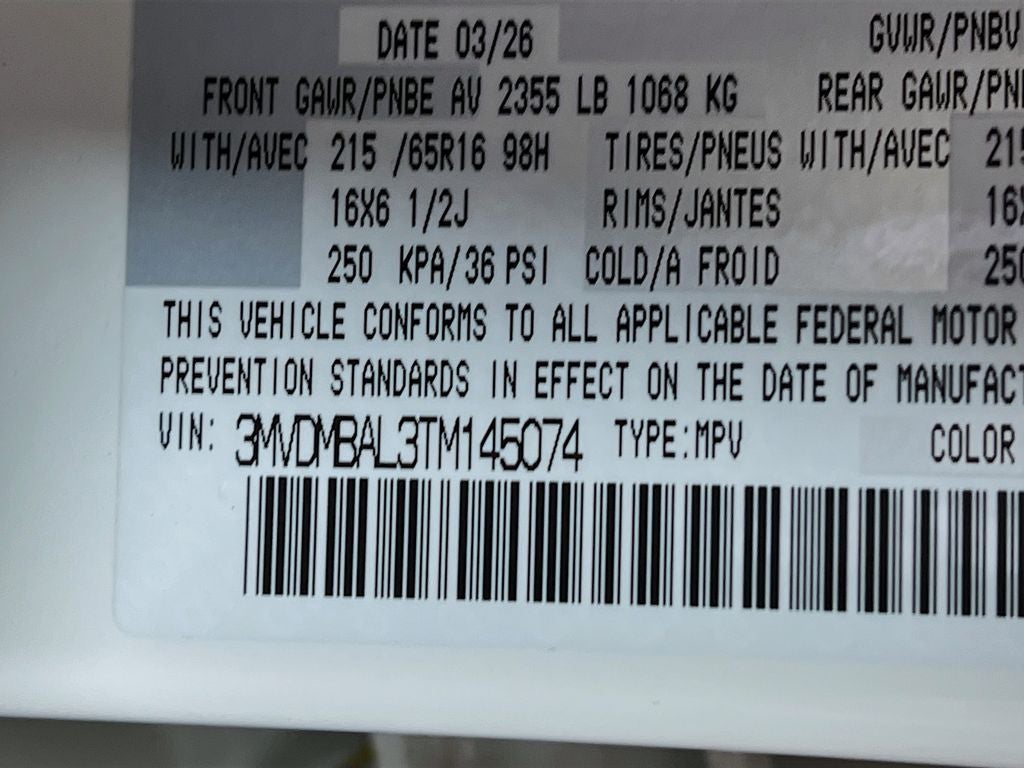 DATE 03/26 GVWR/PNBV
FRONT GAWR/PNBE AV 2355 LB 1068 KG REAR GAWR/PN
WITH/AVEC 215 /65R16 98H TIRES/PNEUS WITH/AVEC 215
16X6 1/2J RIMS/JANTES 16
250 KPA/36 PSI COLD/A FROID 250
THIS VEHICLE CONFORMS TO ALL APPLICABLE FEDERAL MOTOR
PREVENTION STANDARDS IN EFFECT ON THE DATE OF MANUFACT
VIN: 3MVDMBAL3TM145074 TYPE:MPV COLOR